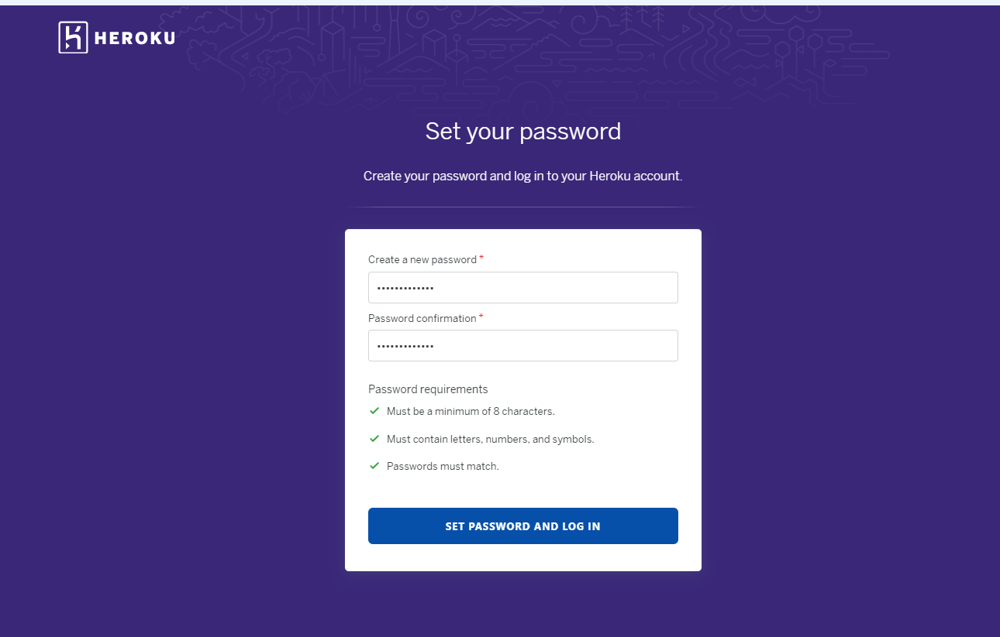 HEROKU
Set your password
Create your password and log in to your Heroku account.
Create a new password *
•••••••••••••
Password confirmation *
•••••••••••••
Password requirements
Must be a minimum of 8 characters.
Must contain letters, numbers, and symbols.
Passwords must match.
SET PASSWORD AND LOG IN